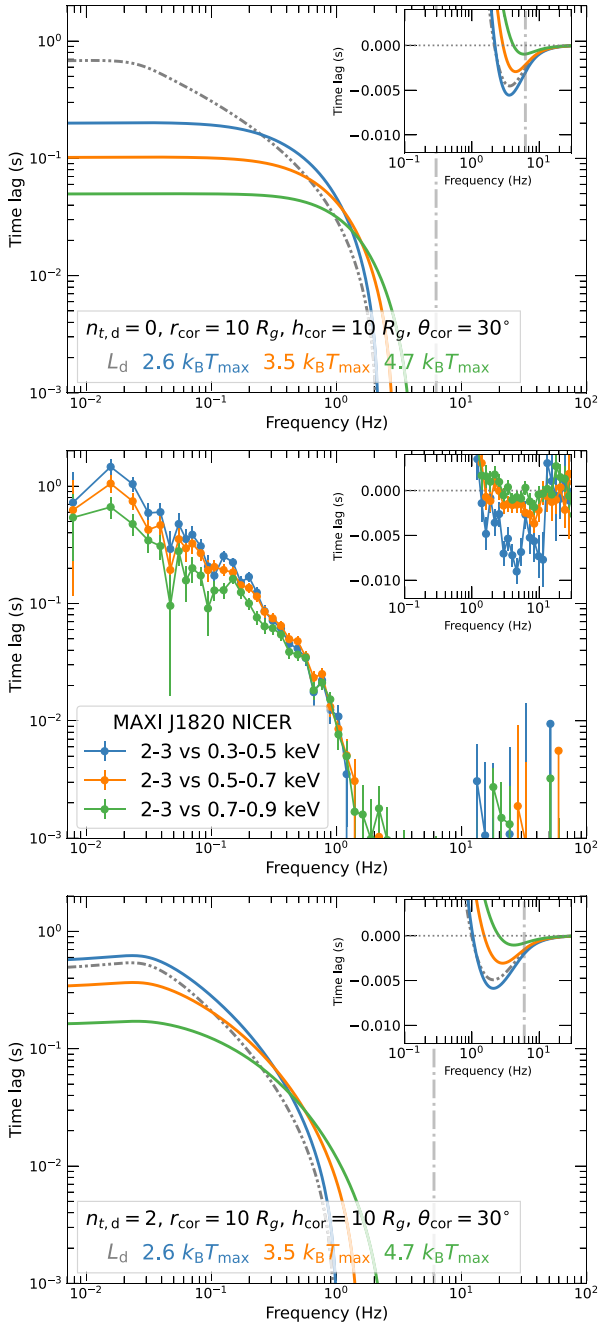 10⁰
10⁻¹
10⁻²
10⁻³
Time lag (s)
0.000
−0.005
−0.010
Time lag (s)
10⁻¹ 10⁰ 10¹
Frequency (Hz)
n_{t,d} = 0, r_cor = 10 R_g, h_cor = 10 R_g, θ_cor = 30°
L_d 2.6 k_BT_max 3.5 k_BT_max 4.7 k_BT_max
10⁻² 10⁻¹ 10⁰ 10¹ 10²
Frequency (Hz)
10⁰
10⁻¹
10⁻²
10⁻³
Time lag (s)
0.000
−0.005
−0.010
Time lag (s)
10⁻¹ 10⁰ 10¹
Frequency (Hz)
MAXI J1820 NICER
2-3 vs 0.3-0.5 keV
2-3 vs 0.5-0.7 keV
2-3 vs 0.7-0.9 keV
10⁻² 10⁻¹ 10⁰ 10¹ 10²
Frequency (Hz)
10⁰
10⁻¹
10⁻²
10⁻³
Time lag (s)
0.000
−0.005
−0.010
Time lag (s)
10⁻¹ 10⁰ 10¹
Frequency (Hz)
n_{t,d} = 2, r_cor = 10 R_g, h_cor = 10 R_g, θ_cor = 30°
L_d 2.6 k_BT_max 3.5 k_BT_max 4.7 k_BT_max
10⁻² 10⁻¹ 10⁰ 10¹ 10²
Frequency (Hz)